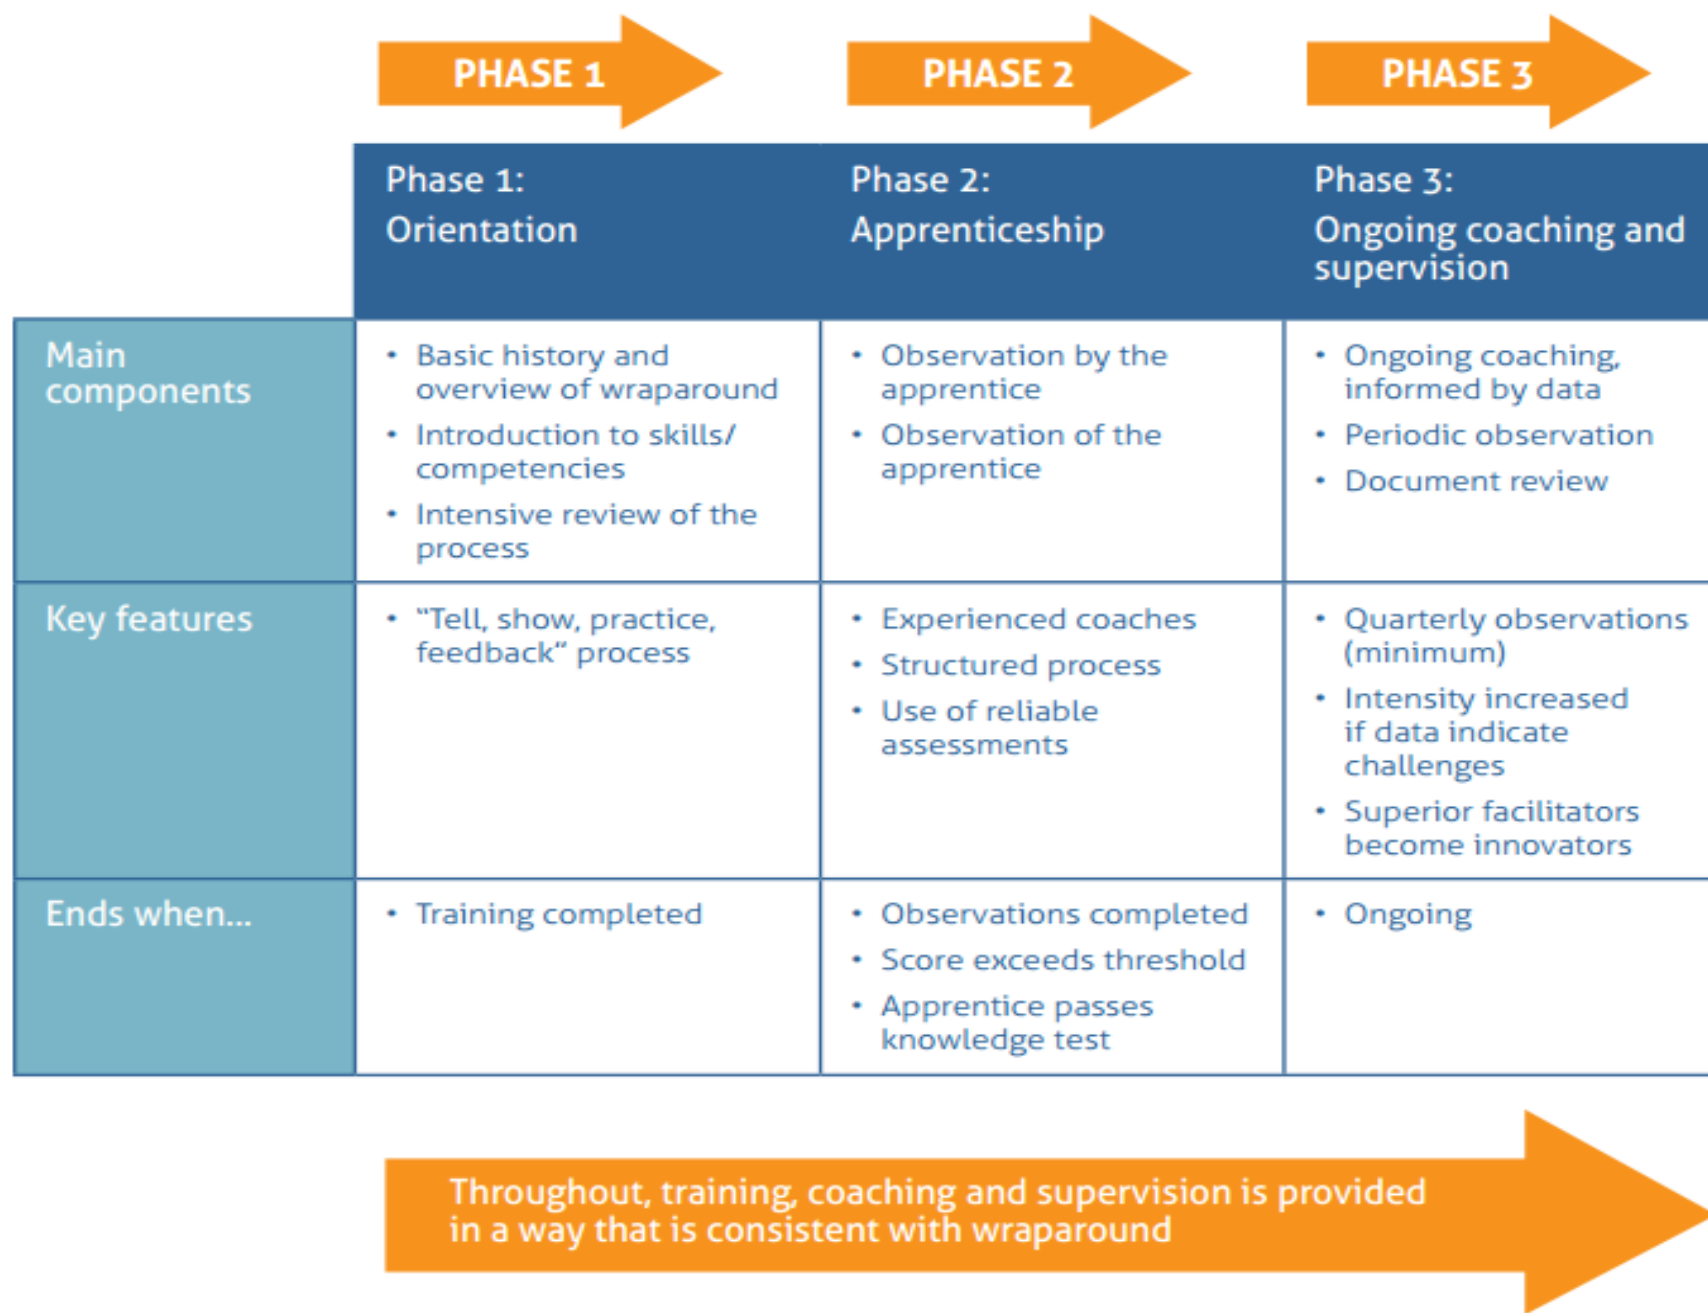 PHASE 1
PHASE 2
PHASE 3
Phase 1:
Orientation
Phase 2:
Apprenticeship
Phase 3:
Ongoing coaching and
supervision
Main
components
• Basic history and
overview of wraparound
• Introduction to skills/
competencies
• Intensive review of the
process
• Observation by the
apprentice
• Observation of the
apprentice
• Ongoing coaching,
informed by data
• Periodic observation
• Document review
Key features
• “Tell, show, practice,
feedback” process
• Experienced coaches
• Structured process
• Use of reliable
assessments
• Quarterly observations
(minimum)
• Intensity increased
if data indicate
challenges
• Superior facilitators
become innovators
Ends when...
• Training completed
• Observations completed
• Score exceeds threshold
• Apprentice passes
knowledge test
• Ongoing
Throughout, training, coaching and supervision is provided
in a way that is consistent with wraparound